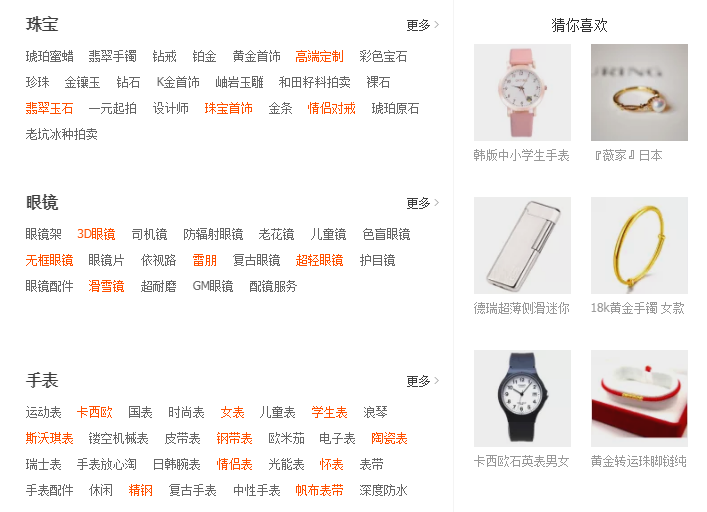 珠宝 更多 >
琥珀蜜蜡 翡翠手镯 钻戒 铂金 黄金首饰 高端定制 彩色宝石
珍珠 金镶玉 钻石 K金首饰 岫岩玉雕 和田籽料拍卖 裸石
翡翠玉石 一元起拍 设计师 珠宝首饰 金条 情侣对戒 琥珀原石
老坑冰种拍卖
眼镜 更多 >
眼镜架 3D眼镜 司机镜 防辐射眼镜 老花镜 儿童镜 色盲眼镜
无框眼镜 眼镜片 依视路 雷朋 复古眼镜 超轻眼镜 护目镜
眼镜配件 滑雪镜 超耐磨 GM眼镜 配镜服务
手表 更多 >
运动表 卡西欧 国表 时尚表 女表 儿童表 学生表 浪琴
斯沃琪表 镂空机械表 皮带表 钢带表 欧米茄 电子表 陶瓷表
瑞士表 手表放心淘 日韩腕表 情侣表 光能表 怀表 表带
手表配件 休闲 精钢 复古手表 中性手表 帆布表带 深度防水
猜你喜欢
韩版中小学生手表 『薇家』日本
德瑞超薄侧滑迷你 18k黄金手镯 女款
卡西欧石英表男女 黄金转运珠脚链纯